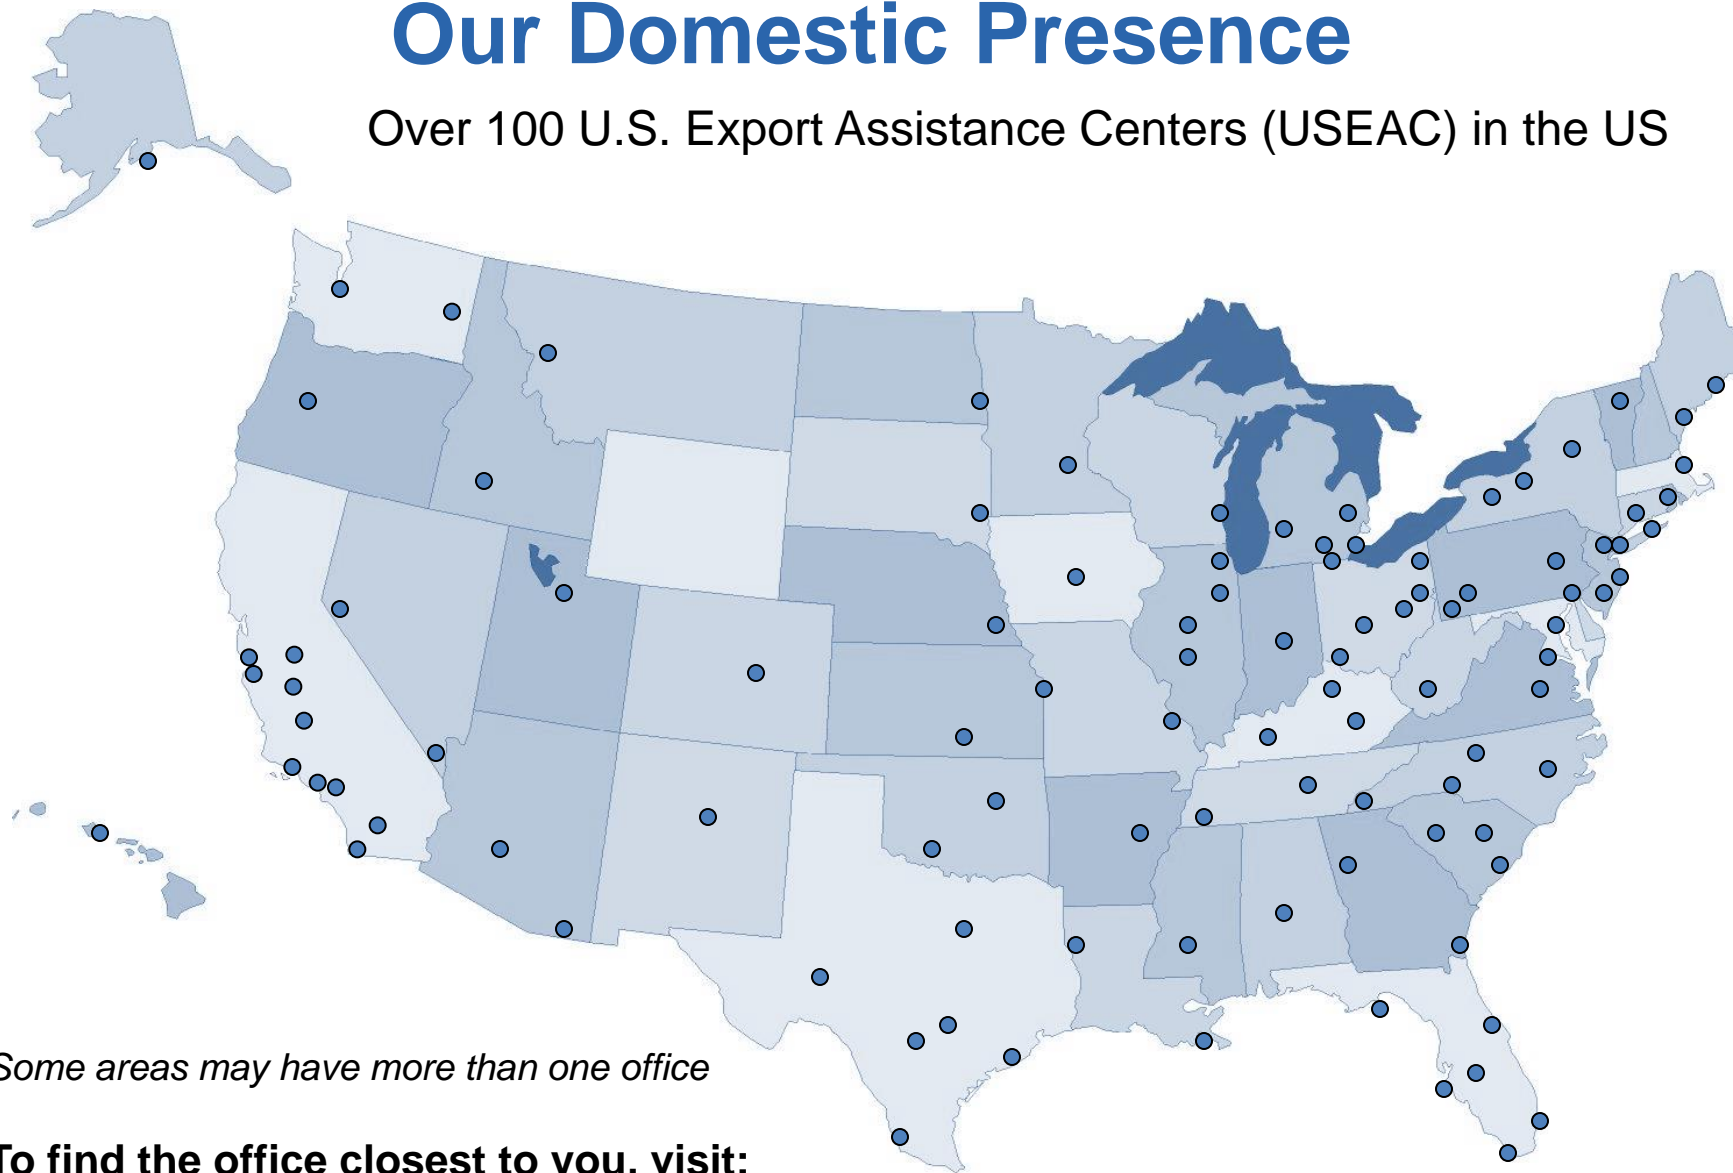 Our Domestic Presence
Over 100 U.S. Export Assistance Centers (USEAC) in the US
Some areas may have more than one office
To find the office closest to you, visit: